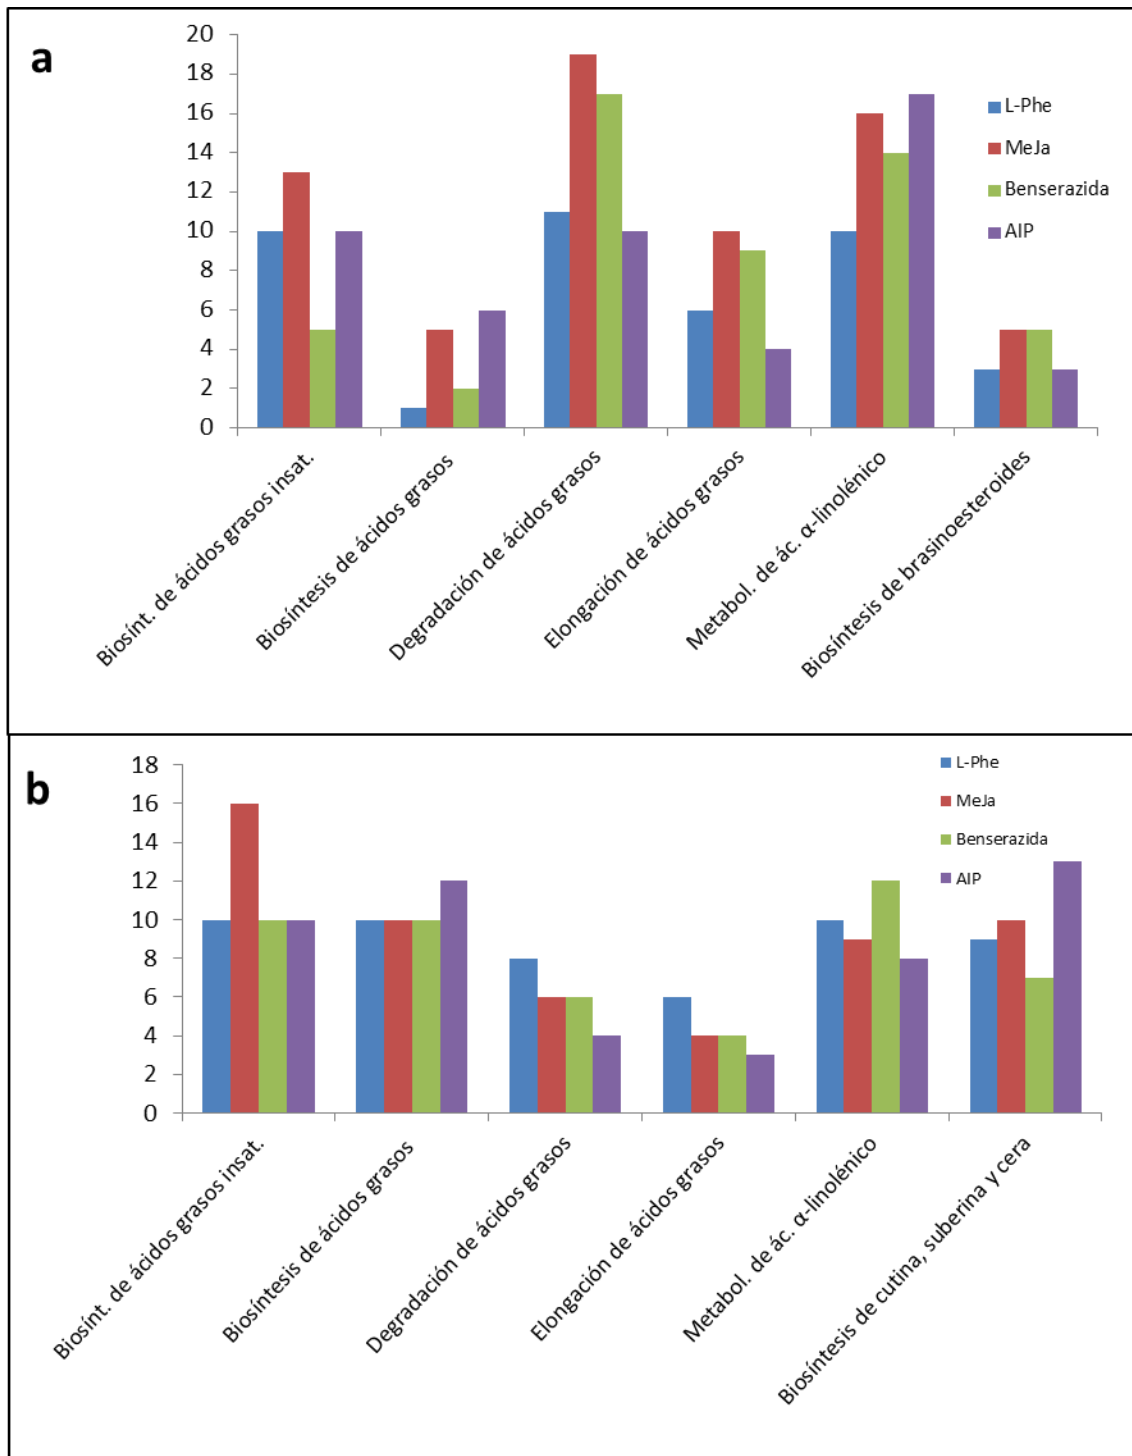 a
20
18
16
14
12
10
8
6
4
2
0
L-Phe
MeJa
Benserazida
AIP
Biosínt. de ácidos grasos insat.
Biosíntesis de ácidos grasos
Degradación de ácidos grasos
Elongación de ácidos grasos
Metabol. de ác. α-linolénico
Biosíntesis de brasinoesteroides
b
18
16
14
12
10
8
6
4
2
0
L-Phe
MeJa
Benserazida
AIP
Biosínt. de ácidos grasos insat.
Biosíntesis de ácidos grasos
Degradación de ácidos grasos
Elongación de ácidos grasos
Metabol. de ác. α-linolénico
Biosíntesis de cutina, suberina y cera